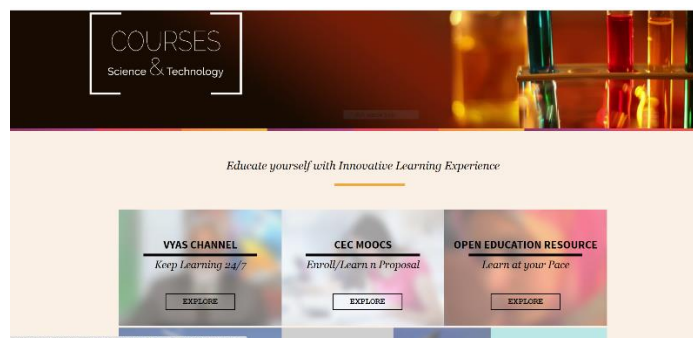 COURSES
Science & Technology
Educate yourself with Innovative Learning Experience
VYAS CHANNEL
Keep Learning 24/7
EXPLORE
CEC MOOCS
Enroll/Learn n Proposal
EXPLORE
OPEN EDUCATION RESOURCE
Learn at your Pace
EXPLORE